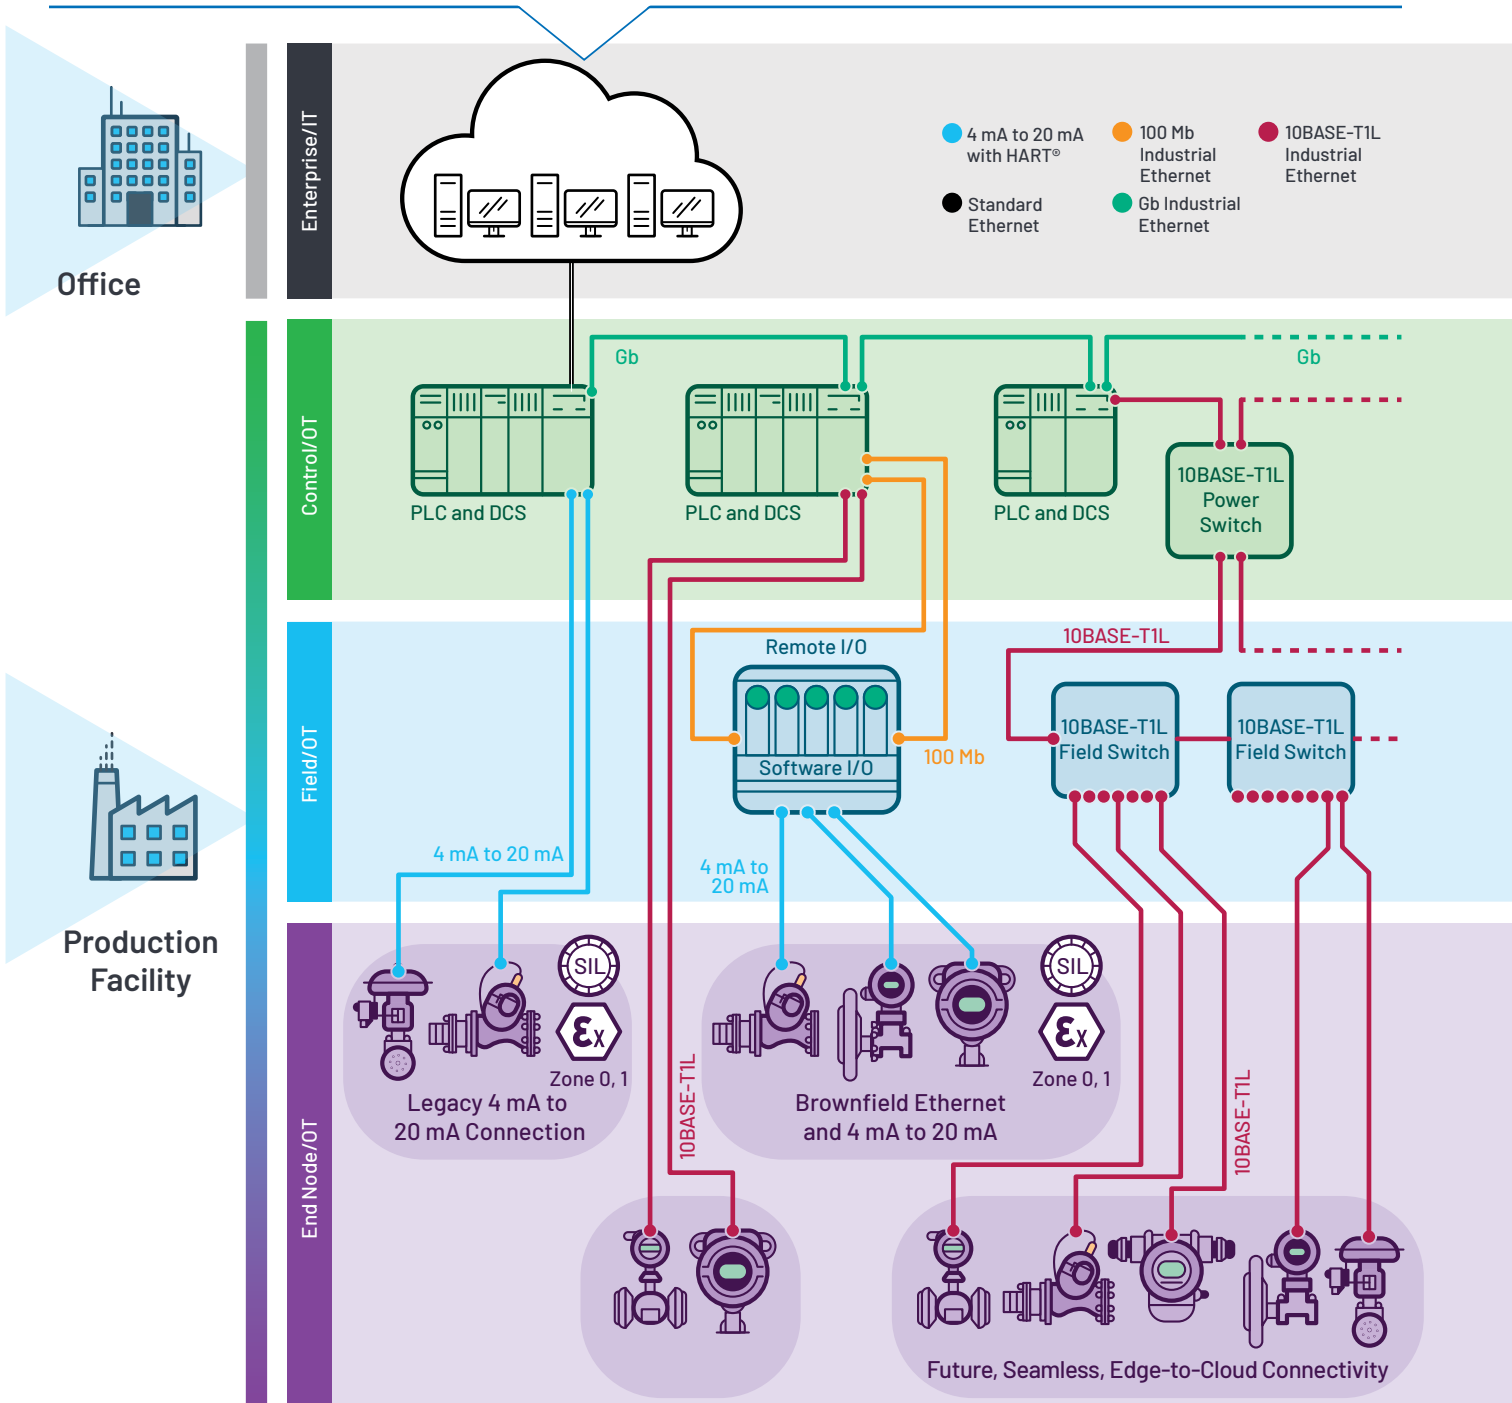 Office
Production
Facility
Enterprise/IT
4 mA to 20 mA
with HART®
100 Mb
Industrial
Ethernet
10BASE-T1L
Industrial
Ethernet
Standard
Ethernet
Gb Industrial
Ethernet
Control/OT
Gb
Gb
PLC and DCS
PLC and DCS
PLC and DCS
10BASE-T1L
Power
Switch
Field/OT
10BASE-T1L
Remote I/O
Software I/O
100 Mb
10BASE-T1L
Field Switch
10BASE-T1L
Field Switch
4 mA to 20 mA
4 mA to
20 mA
End Node/OT
SIL
εx
Zone 0, 1
Legacy 4 mA to
20 mA Connection
10BASE-T1L
SIL
εx
Zone 0, 1
Brownfield Ethernet
and 4 mA to 20 mA
10BASE-T1L
Future, Seamless, Edge-to-Cloud Connectivity